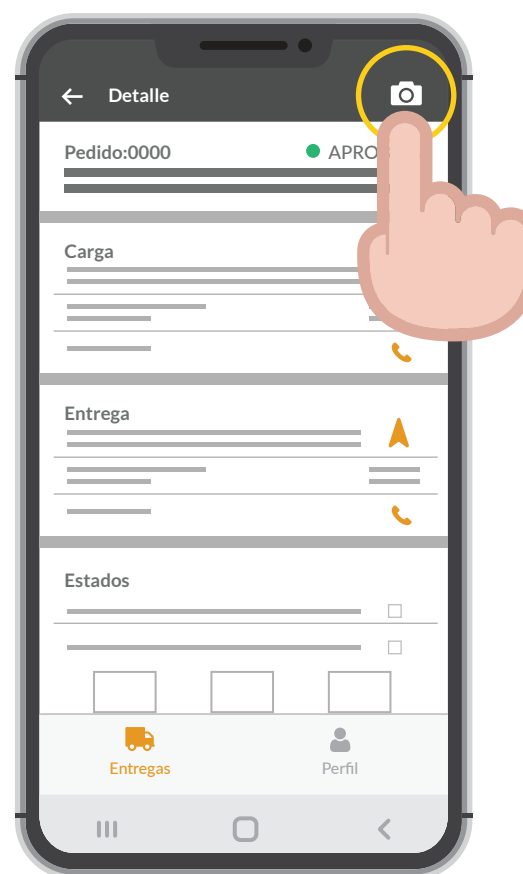 Detalle
Pedido:0000
Carga
Entrega
Estados
Entregas Perfil